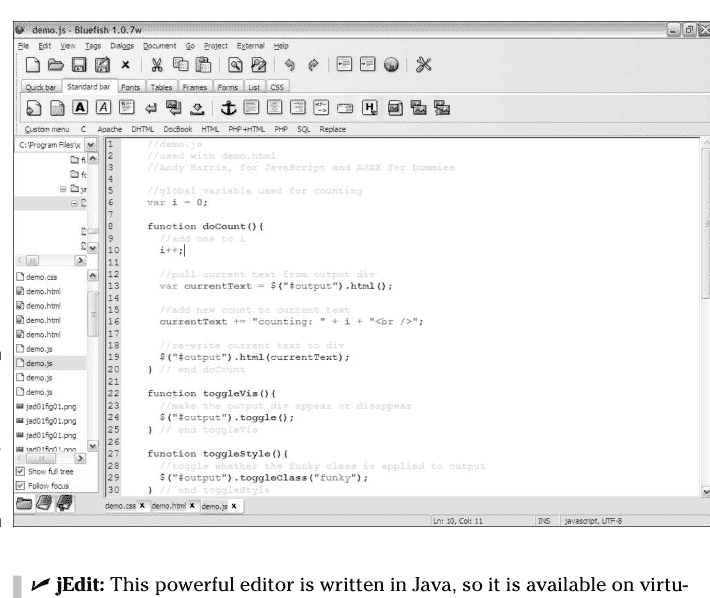 demo.js - Bluefish 1.0.7w
File Edit View Tags Dialogs Document Go Project External Help
Quick bar Standard bar Fonts Tables Frames Forms List CSS
Custom menu C Apache DHTML DocBook HTML PHP+HTML PHP SQL Replace
C:\Program Files\x
demo.css
demo.html
demo.html
demo.html
demo.html
demo.js
demo.js
demo.js
demo.js
jad01fig01.png
jad01fig01.png
jad01fig01.png
jad01fig01.png
Show full tree
Follow focus
1 //demo.js
2 //used with demo.html
3 //Andy Harris, for JavaScript and AJAX for Dummies
4
5 //global variable used for counting
6 var i = 0;
7
8 function doCount(){
9 //add one to i
10 i++;
11
12 //pull current text from output div
13 var currentText = $("#output").html();
14
15 //add new count to current text
16 currentText += "counting: " + i + "<br />";
17
18 //re-write current text to div
19 $("#output").html(currentText);
20 } // end doCount
21
22 function toggleVis(){
23 //make the output div appear or disappear
24 $("#output").toggle();
25 } // end toggleVis
26
27 function toggleStyle(){
28 //toggle whether the funky class is applied to output
29 $("#output").toggleClass("funky");
30 } // end toggleStyle
demo.css X demo.html X demo.js X
Ln: 10, Col: 11 INS javascript, UTF-8
jEdit: This powerful editor is written in Java, so it is available on virtu-